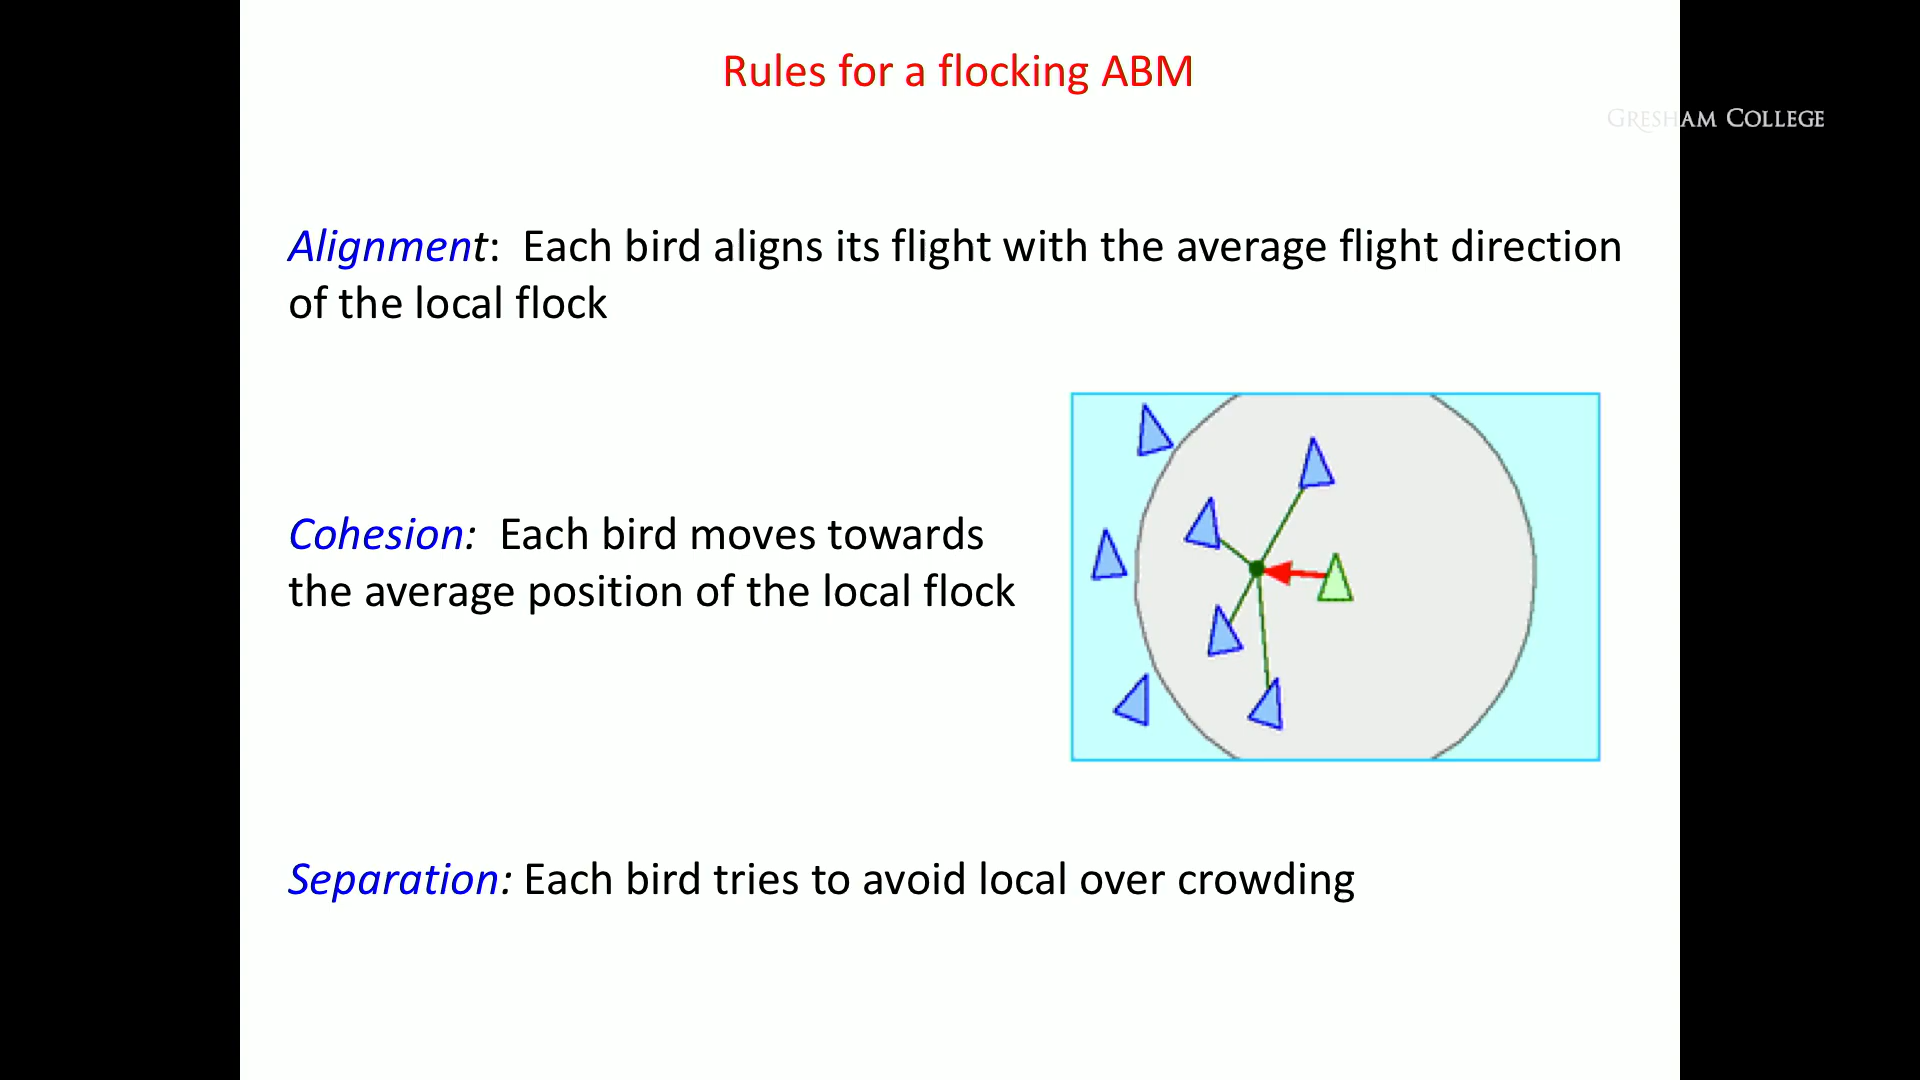 Rules for a flocking ABM
GRESHAM COLLEGE
Alignment: Each bird aligns its flight with the average flight direction
of the local flock
Cohesion: Each bird moves towards
the average position of the local flock
Separation: Each bird tries to avoid local over crowding